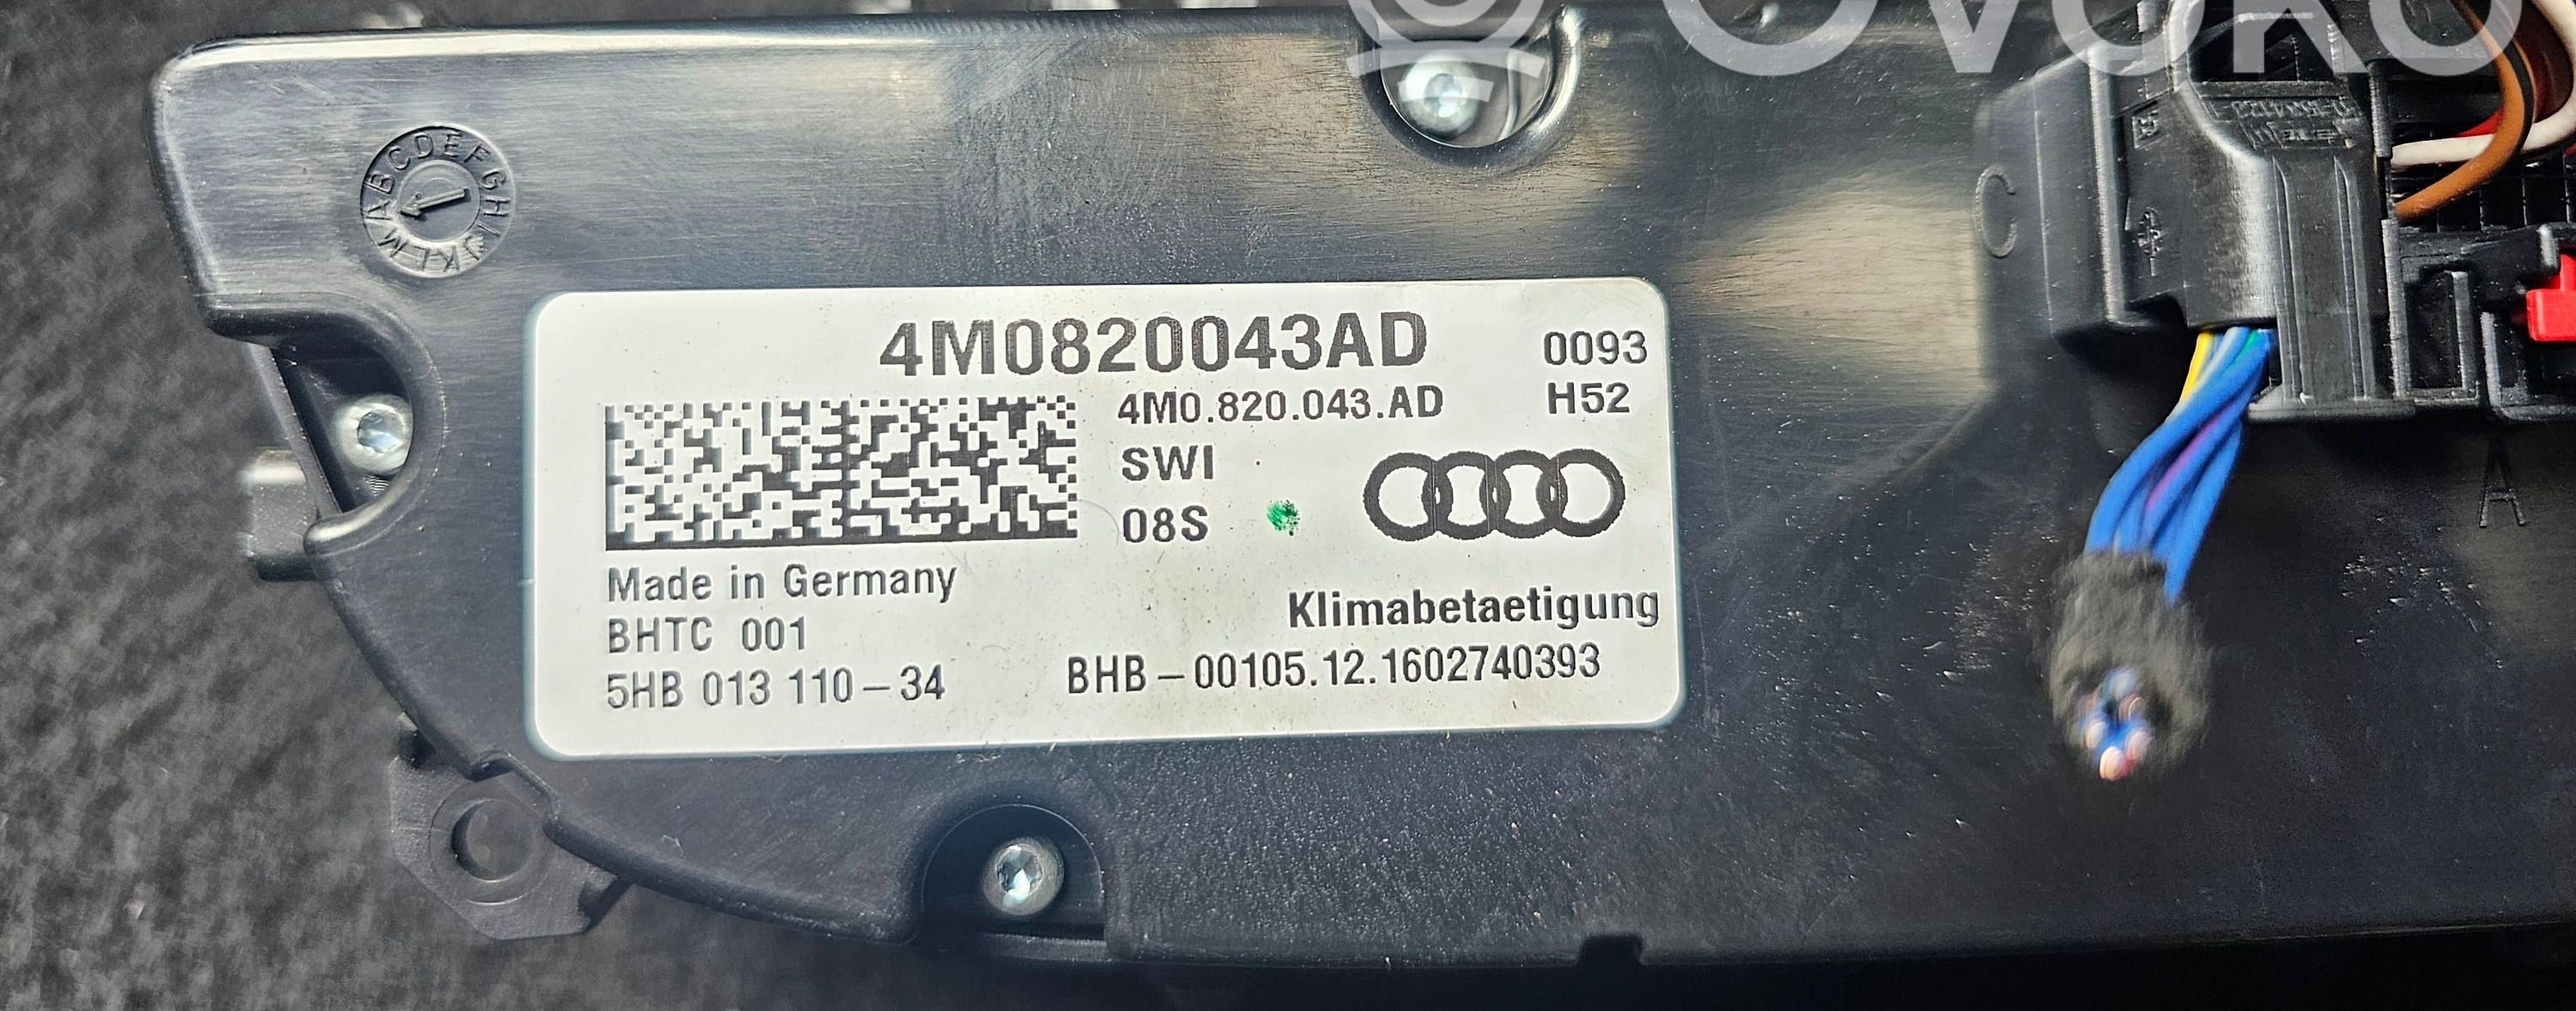 OVOKO
ABCDEFGHIJKLM
C
4M0820043AD
0093
4M0.820.043.AD
H52
SWI
08S
A
Made in Germany
Klimabetaetigung
BHTC 001
5HB 013 110-34
BHB-00105.12.1602740393